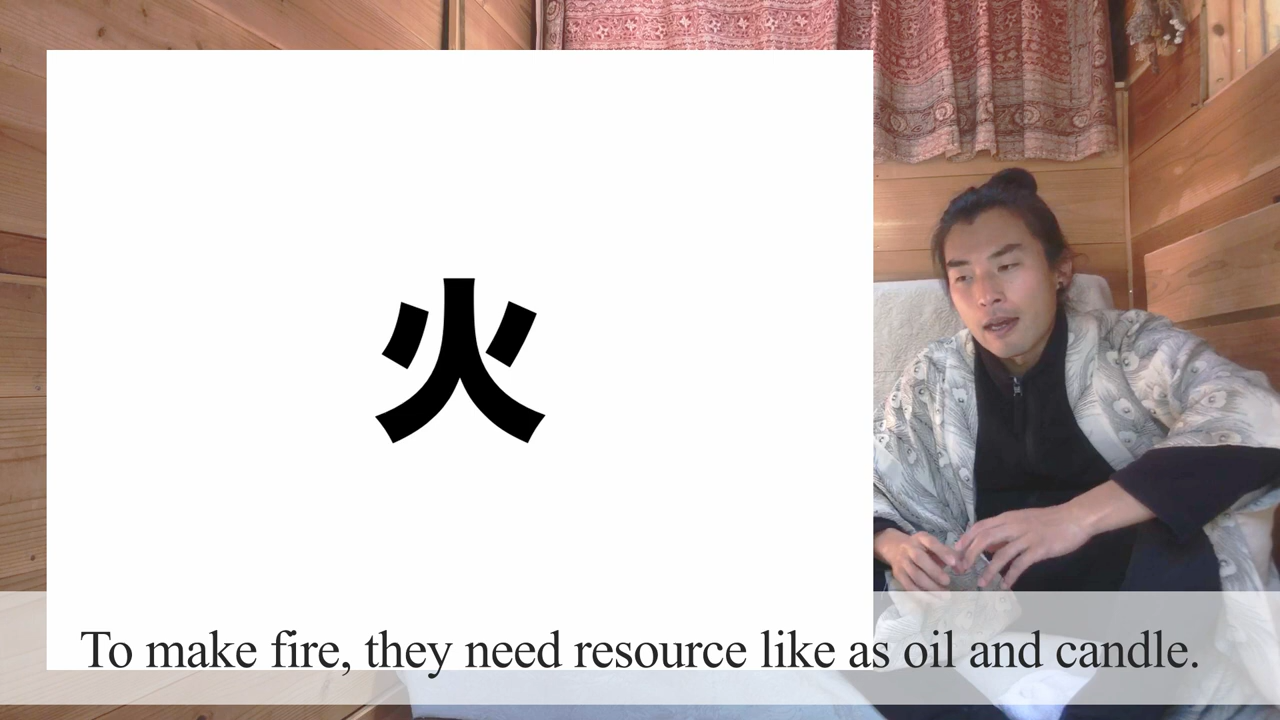 火
To make fire, they need resource like as oil and candle.